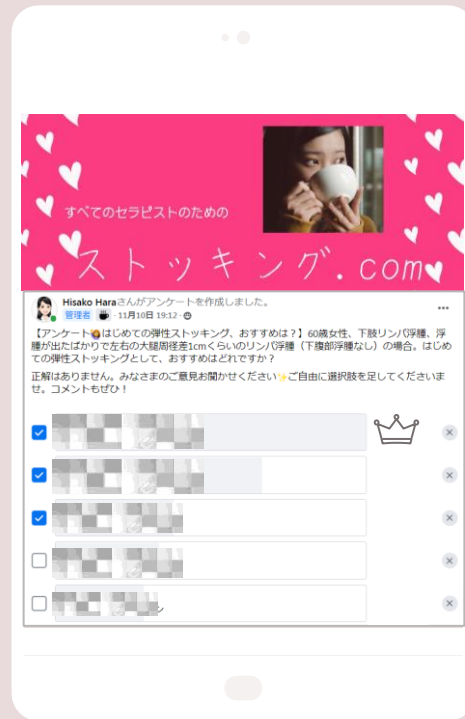 すべてのセラピストのための
ストッキング.com
Hisako Haraさんがアンケートを作成しました。
管理者 · 11月10日 19:12 ·
【アンケート はじめての弾性ストッキング、おすすめは?】60歳女性、下肢リンパ浮腫、浮
腫が出たばかりで左右の大腿周径差1cmくらいのリンパ浮腫(下腹部浮腫なし)の場合。はじめ
ての弾性ストッキングとして、おすすめはどれですか?
正解はありません。みなさまのご意見お聞かせください✨ご自由に選択肢を足してくださいま
せ。コメントもぜひ!